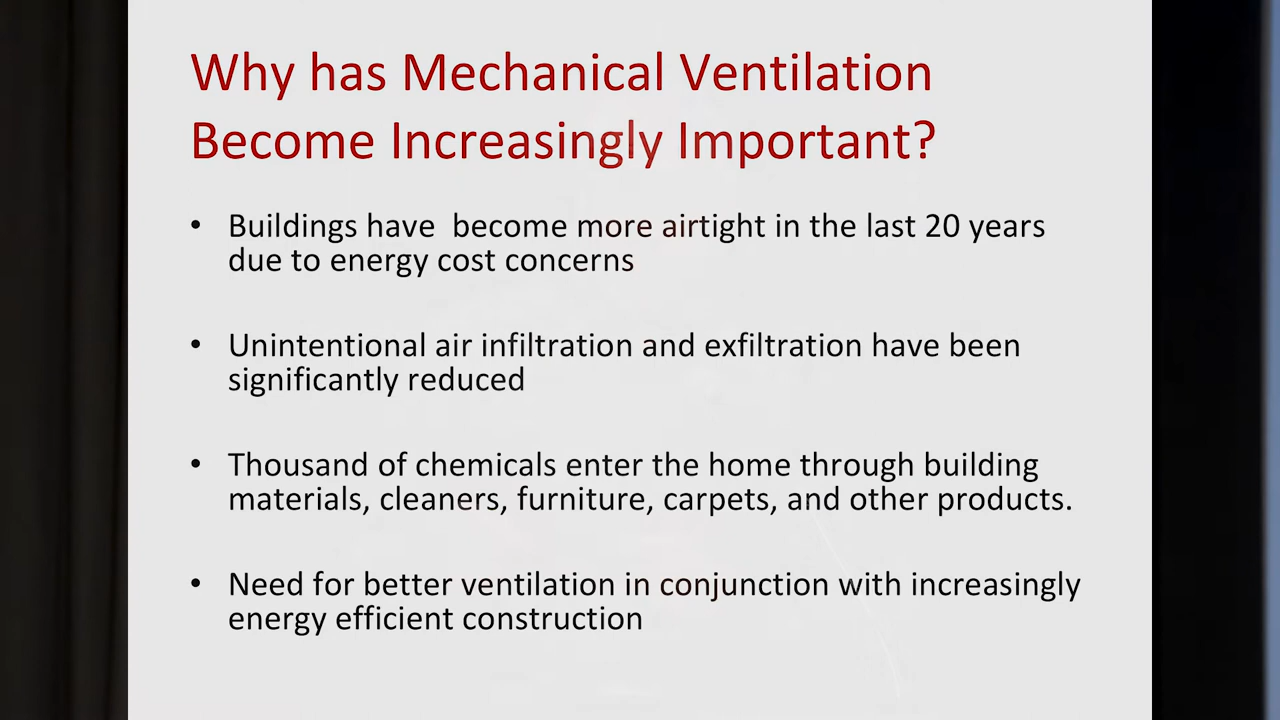 Why has Mechanical Ventilation
Become Increasingly Important?
• Buildings have  become more airtight in the last 20 years
due to energy cost concerns
• Unintentional air infiltration and exfiltration have been
significantly reduced
• Thousand of chemicals enter the home through building
materials, cleaners, furniture, carpets, and other products.
• Need for better ventilation in conjunction with increasingly
energy efficient construction